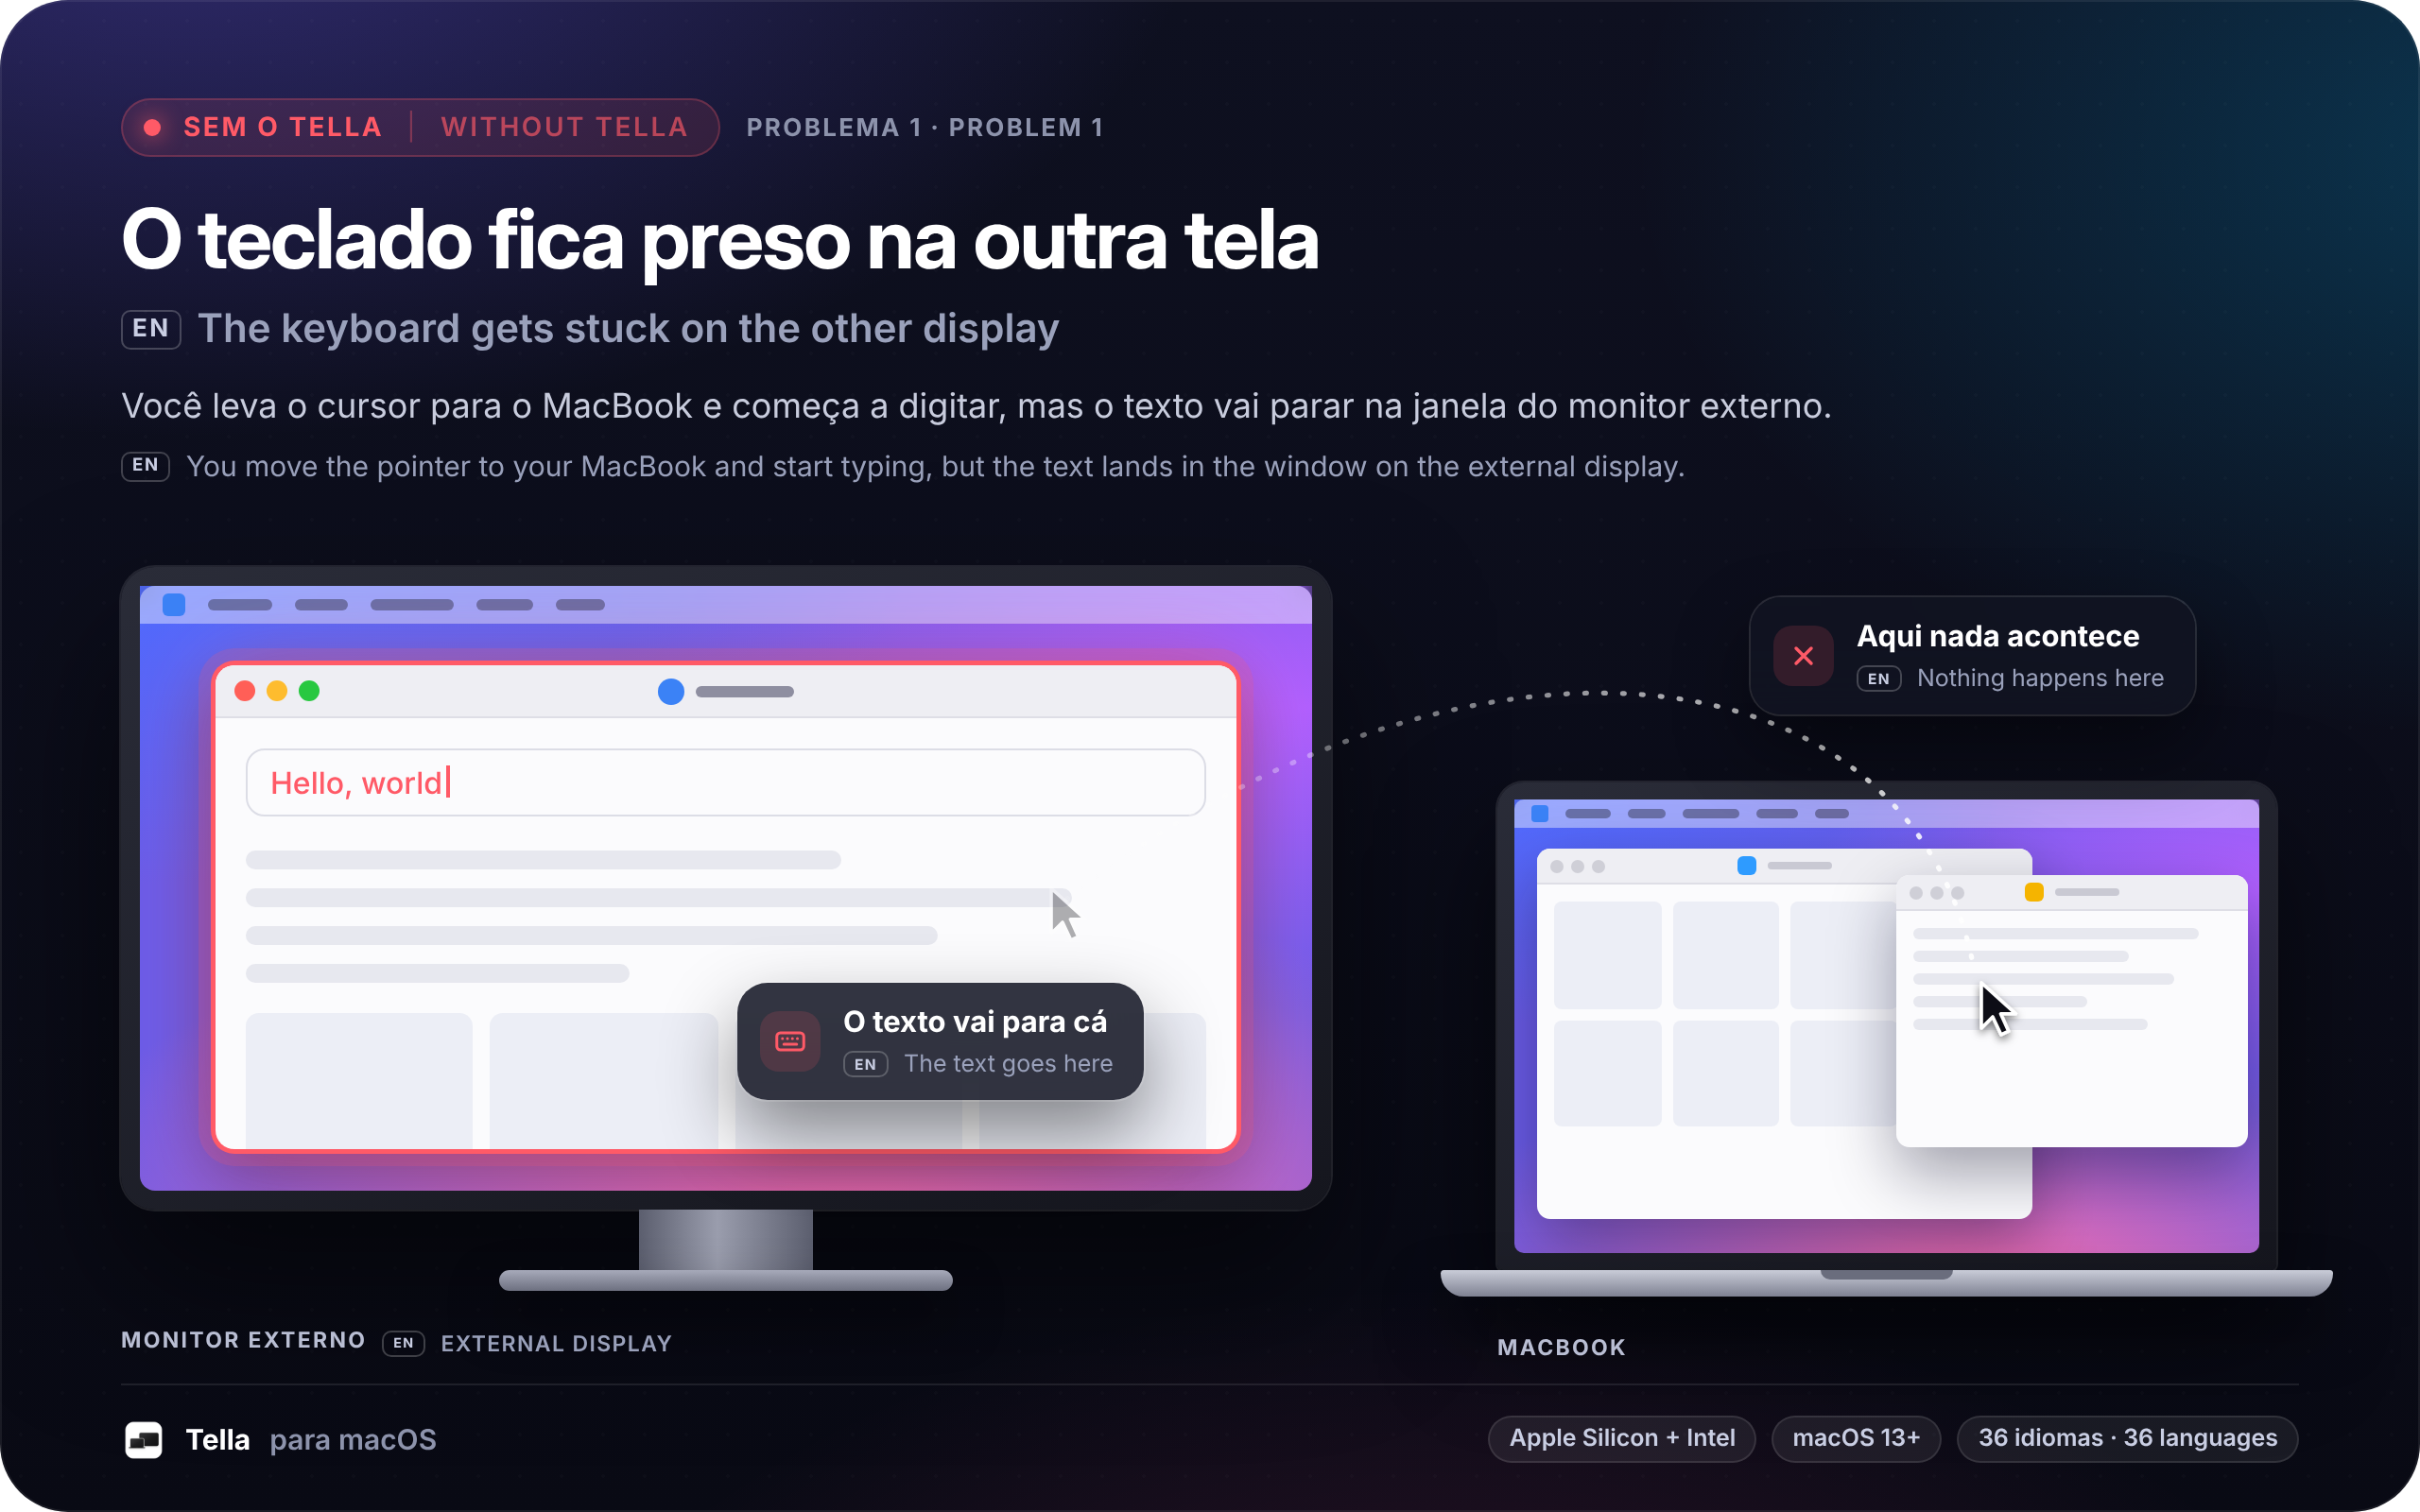 SEM O TELLA | WITHOUT TELLA PROBLEMA 1 · PROBLEM 1
O teclado fica preso na outra tela
EN The keyboard gets stuck on the other display
Você leva o cursor para o MacBook e começa a digitar, mas o texto vai parar na janela do monitor externo.
EN You move the pointer to your MacBook and start typing, but the text lands in the window on the external display.
Aqui nada acontece
EN Nothing happens here
Hello, world
O texto vai para cá
EN The text goes here
MONITOR EXTERNO EN EXTERNAL DISPLAY
MACBOOK
Tella para macOS
Apple Silicon + Intel
macOS 13+
36 idiomas · 36 languages